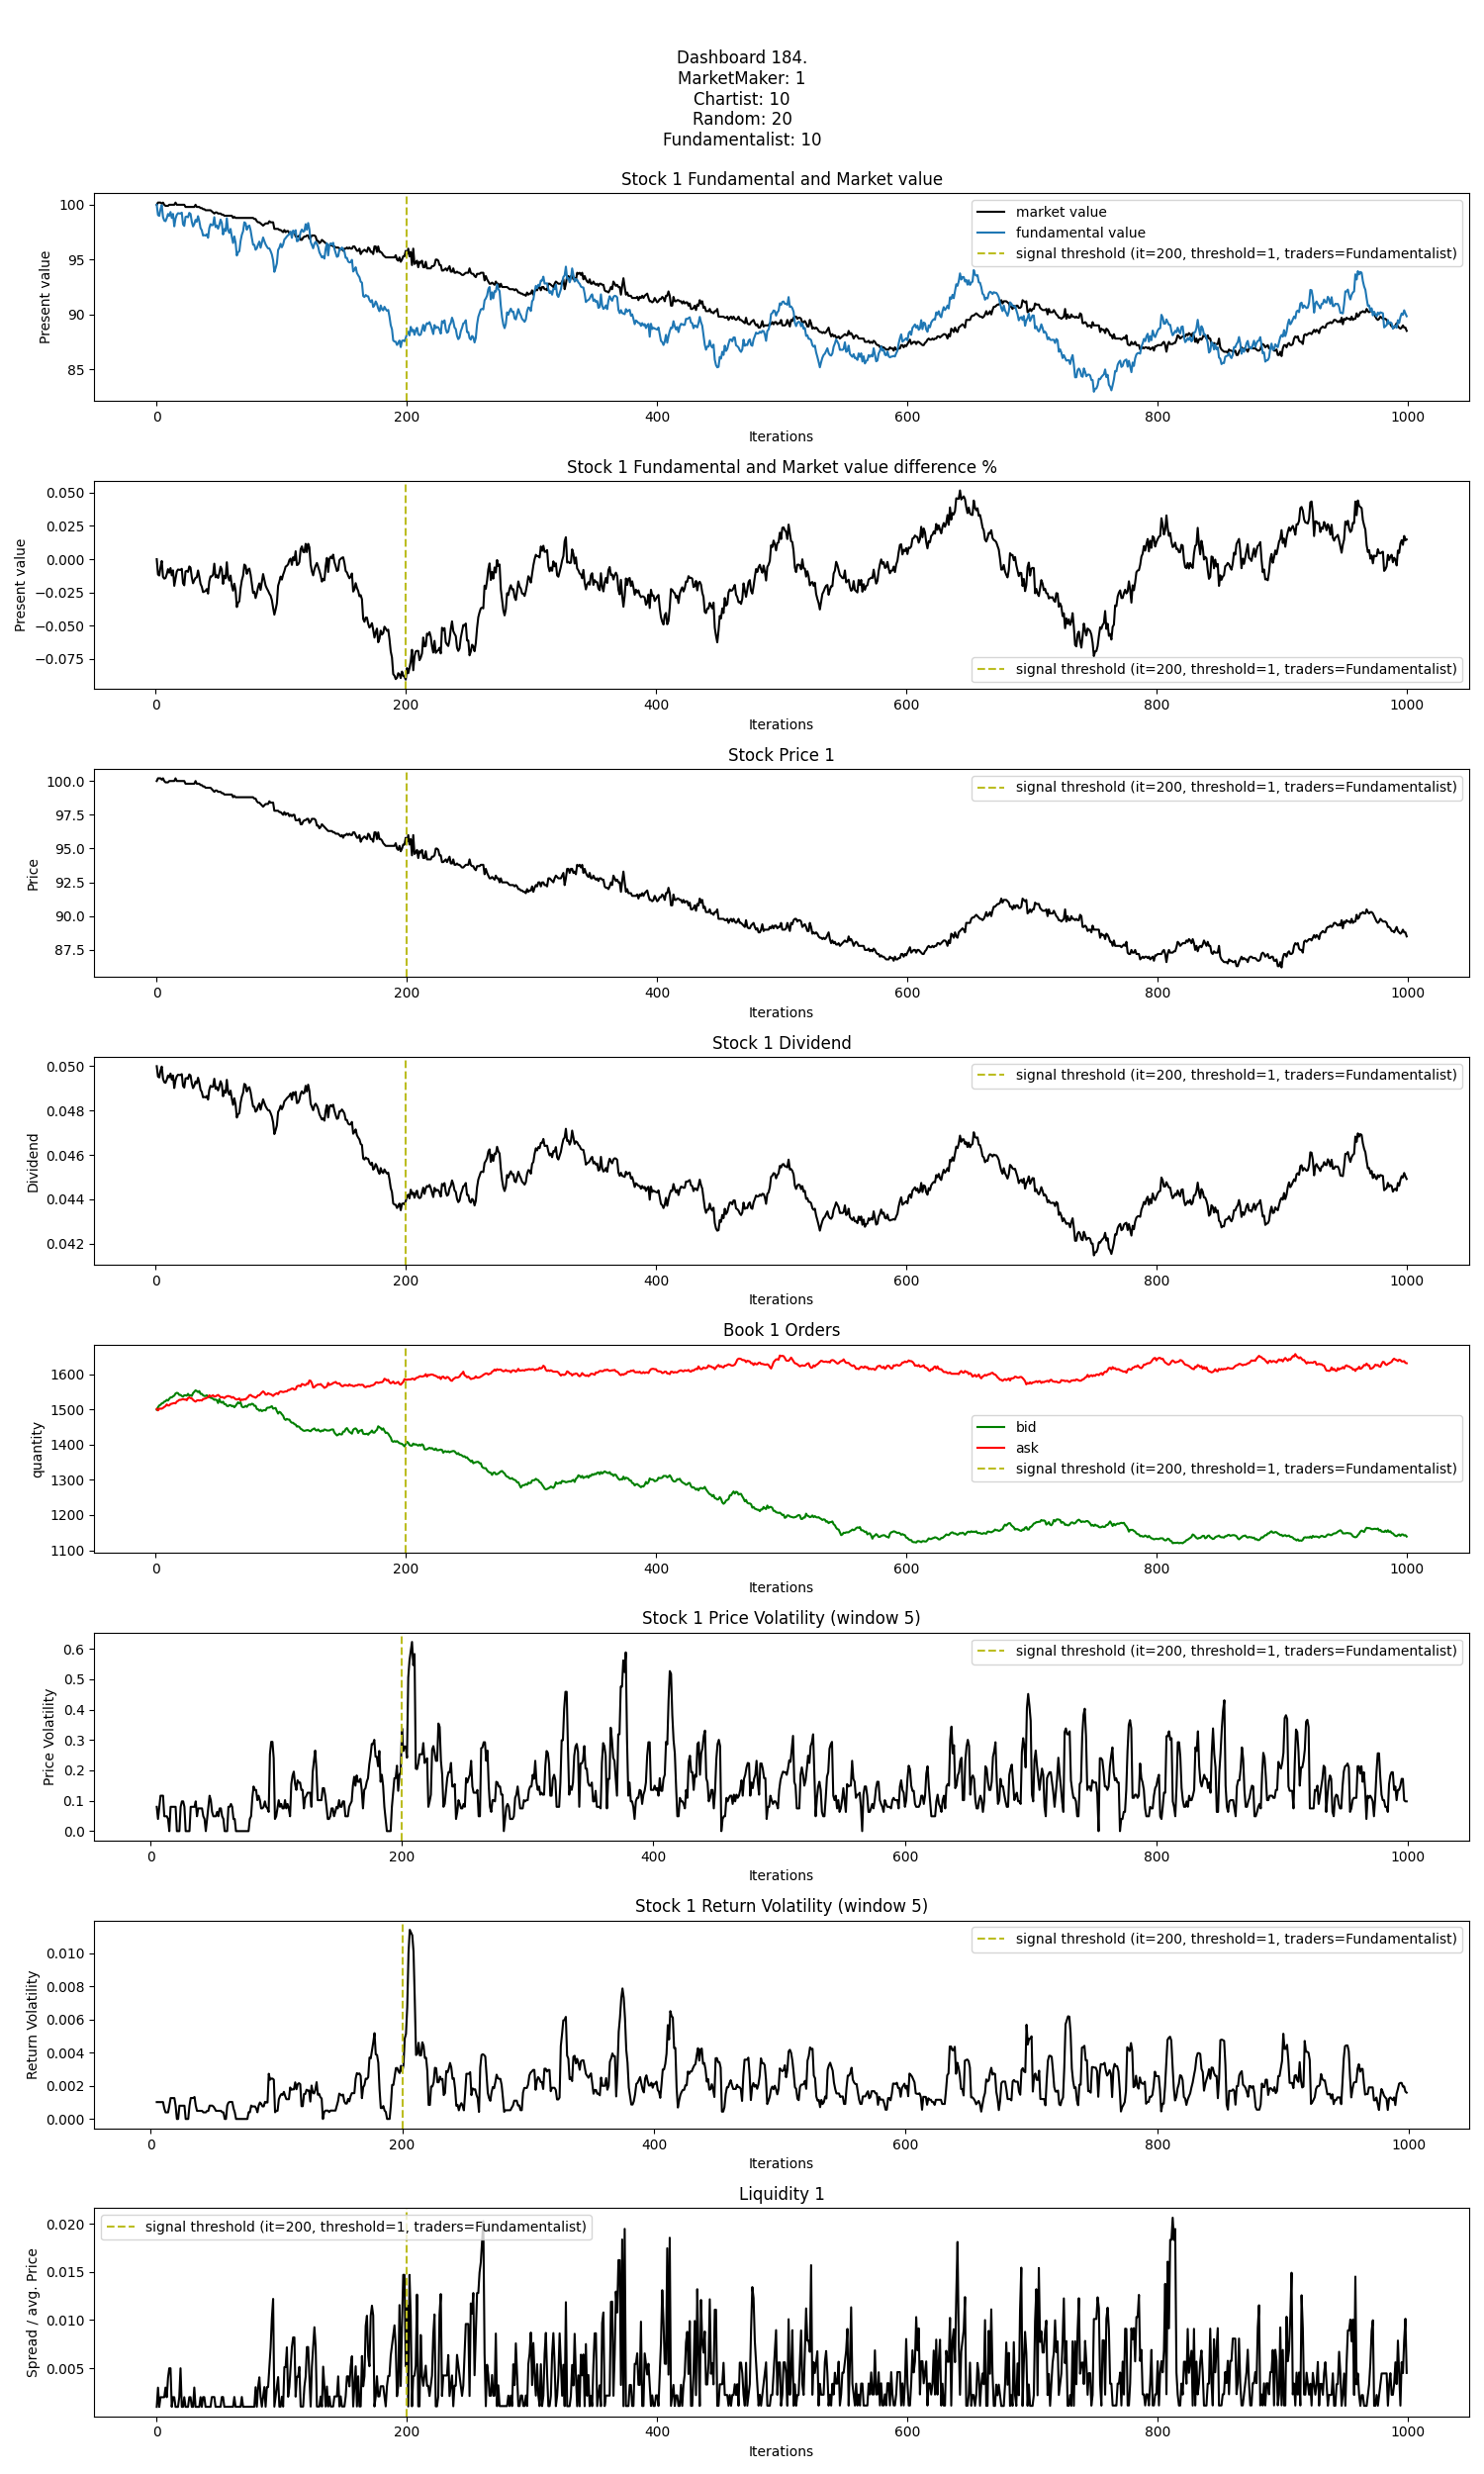 Dashboard 184.
MarketMaker: 1
Chartist: 10
Random: 20
Fundamentalist: 10
Stock 1 Fundamental and Market value
market value
fundamental value
signal threshold (it=200, threshold=1, traders=Fundamentalist)
Present value
100
95
90
85
0 200 400 600 800 1000
Iterations
Stock 1 Fundamental and Market value difference %
Present value
0.050
0.025
0.000
−0.025
−0.050
−0.075
signal threshold (it=200, threshold=1, traders=Fundamentalist)
0 200 400 600 800 1000
Iterations
Stock Price 1
signal threshold (it=200, threshold=1, traders=Fundamentalist)
Price
100.0
97.5
95.0
92.5
90.0
87.5
0 200 400 600 800 1000
Iterations
Stock 1 Dividend
signal threshold (it=200, threshold=1, traders=Fundamentalist)
Dividend
0.050
0.048
0.046
0.044
0.042
0 200 400 600 800 1000
Iterations
Book 1 Orders
quantity
1600
1500
1400
1300
1200
1100
bid
ask
signal threshold (it=200, threshold=1, traders=Fundamentalist)
0 200 400 600 800 1000
Iterations
Stock 1 Price Volatility (window 5)
signal threshold (it=200, threshold=1, traders=Fundamentalist)
Price Volatility
0.6
0.5
0.4
0.3
0.2
0.1
0.0
0 200 400 600 800 1000
Iterations
Stock 1 Return Volatility (window 5)
signal threshold (it=200, threshold=1, traders=Fundamentalist)
Return Volatility
0.010
0.008
0.006
0.004
0.002
0.000
0 200 400 600 800 1000
Iterations
Liquidity 1
signal threshold (it=200, threshold=1, traders=Fundamentalist)
Spread / avg. Price
0.020
0.015
0.010
0.005
0 200 400 600 800 1000
Iterations